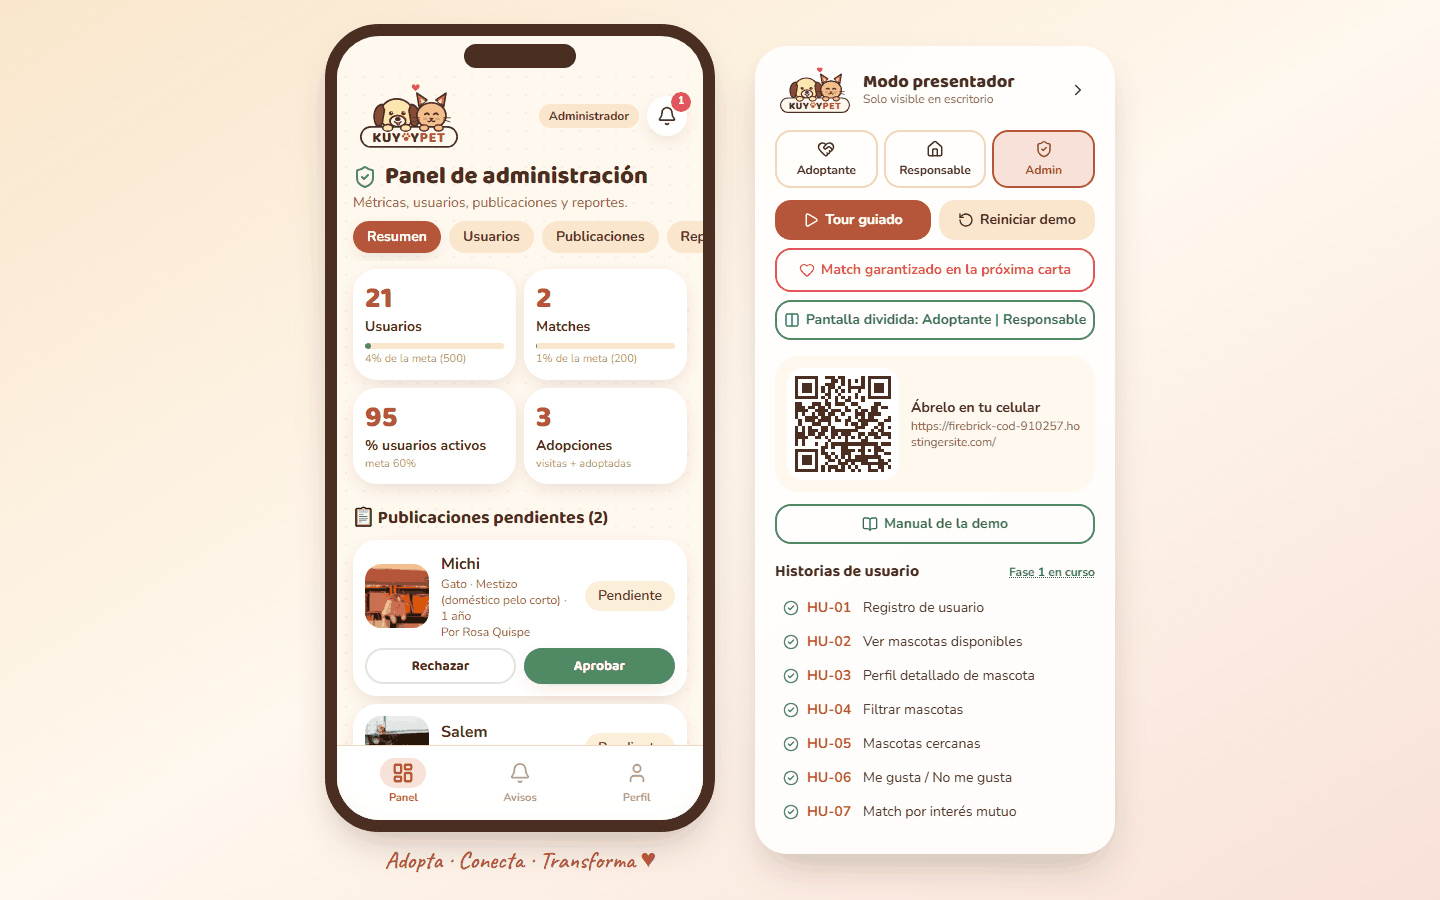 KUYAYPET
Administrador
1
Panel de administración
Métricas, usuarios, publicaciones y reportes.
Resumen
Usuarios
Publicaciones
Rep
21
Usuarios
4% de la meta (500)
2
Matches
1% de la meta (200)
95
% usuarios activos
meta 60%
3
Adopciones
visitas + adoptadas
Publicaciones pendientes (2)
Michi
Gato · Mestizo
(doméstico pelo corto) ·
1 año
Por Rosa Quispe
Pendiente
Rechazar
Aprobar
Salem
Panel
Avisos
Perfil
Adopta · Conecta · Transforma ♥
KUYAYPET
Modo presentador
Solo visible en escritorio
Adoptante
Responsable
Admin
Tour guiado
Reiniciar demo
Match garantizado en la próxima carta
Pantalla dividida: Adoptante | Responsable
Ábrelo en tu celular
https://firebrick-cod-910257.ho
stingersite.com/
Manual de la demo
Historias de usuario
Fase 1 en curso
HU-01 Registro de usuario
HU-02 Ver mascotas disponibles
HU-03 Perfil detallado de mascota
HU-04 Filtrar mascotas
HU-05 Mascotas cercanas
HU-06 Me gusta / No me gusta
HU-07 Match por interés mutuo